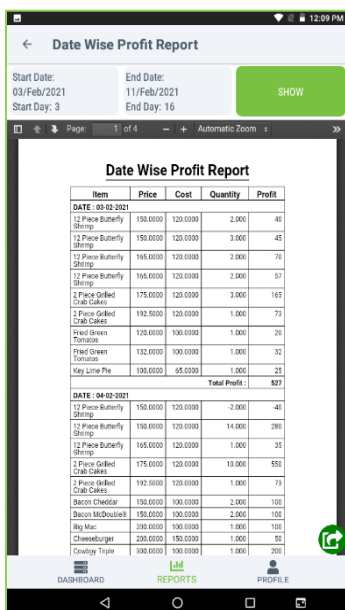 12:09 PM
← Date Wise Profit Report
Start Date:
03/Feb/2021
Start Day: 3
End Date:
11/Feb/2021
End Day: 16
SHOW
Page: 1 of 4 − + Automatic Zoom
Date Wise Profit Report
Item Price Cost Quantity Profit
DATE : 03-02-2021
12 Piece Butterfly Shrimp 150.0000 120.0000 2.000 40
12 Piece Butterfly Shrimp 150.0000 120.0000 3.000 45
12 Piece Butterfly Shrimp 165.0000 120.0000 2.000 70
12 Piece Butterfly Shrimp 165.0000 120.0000 2.000 57
2 Piece Grilled Crab Cakes 175.0000 120.0000 3.000 165
2 Piece Grilled Crab Cakes 192.5000 120.0000 1.000 73
Fried Green Tomatos 120.0000 100.0000 1.000 20
Fried Green Tomatos 132.0000 100.0000 1.000 32
Key Lime Pie 100.0000 65.0000 1.000 25
Total Profit : 527
DATE : 04-02-2021
12 Piece Butterfly Shrimp 150.0000 120.0000 -2.000 -40
12 Piece Butterfly Shrimp 150.0000 120.0000 14.000 280
12 Piece Butterfly Shrimp 165.0000 120.0000 1.000 35
2 Piece Grilled Crab Cakes 175.0000 120.0000 10.000 550
2 Piece Grilled Crab Cakes 192.5000 120.0000 1.000 73
Bacon Cheddar 150.0000 100.0000 2.000 100
Bacon McDouble® 150.0000 100.0000 2.000 100
Big Mac 200.0000 100.0000 1.000 100
Cheeseburger 200.0000 150.0000 1.000 50
Cowboy Triple 300.0000 100.0000 1.000 200
DASHBOARD
REPORTS
PROFILE